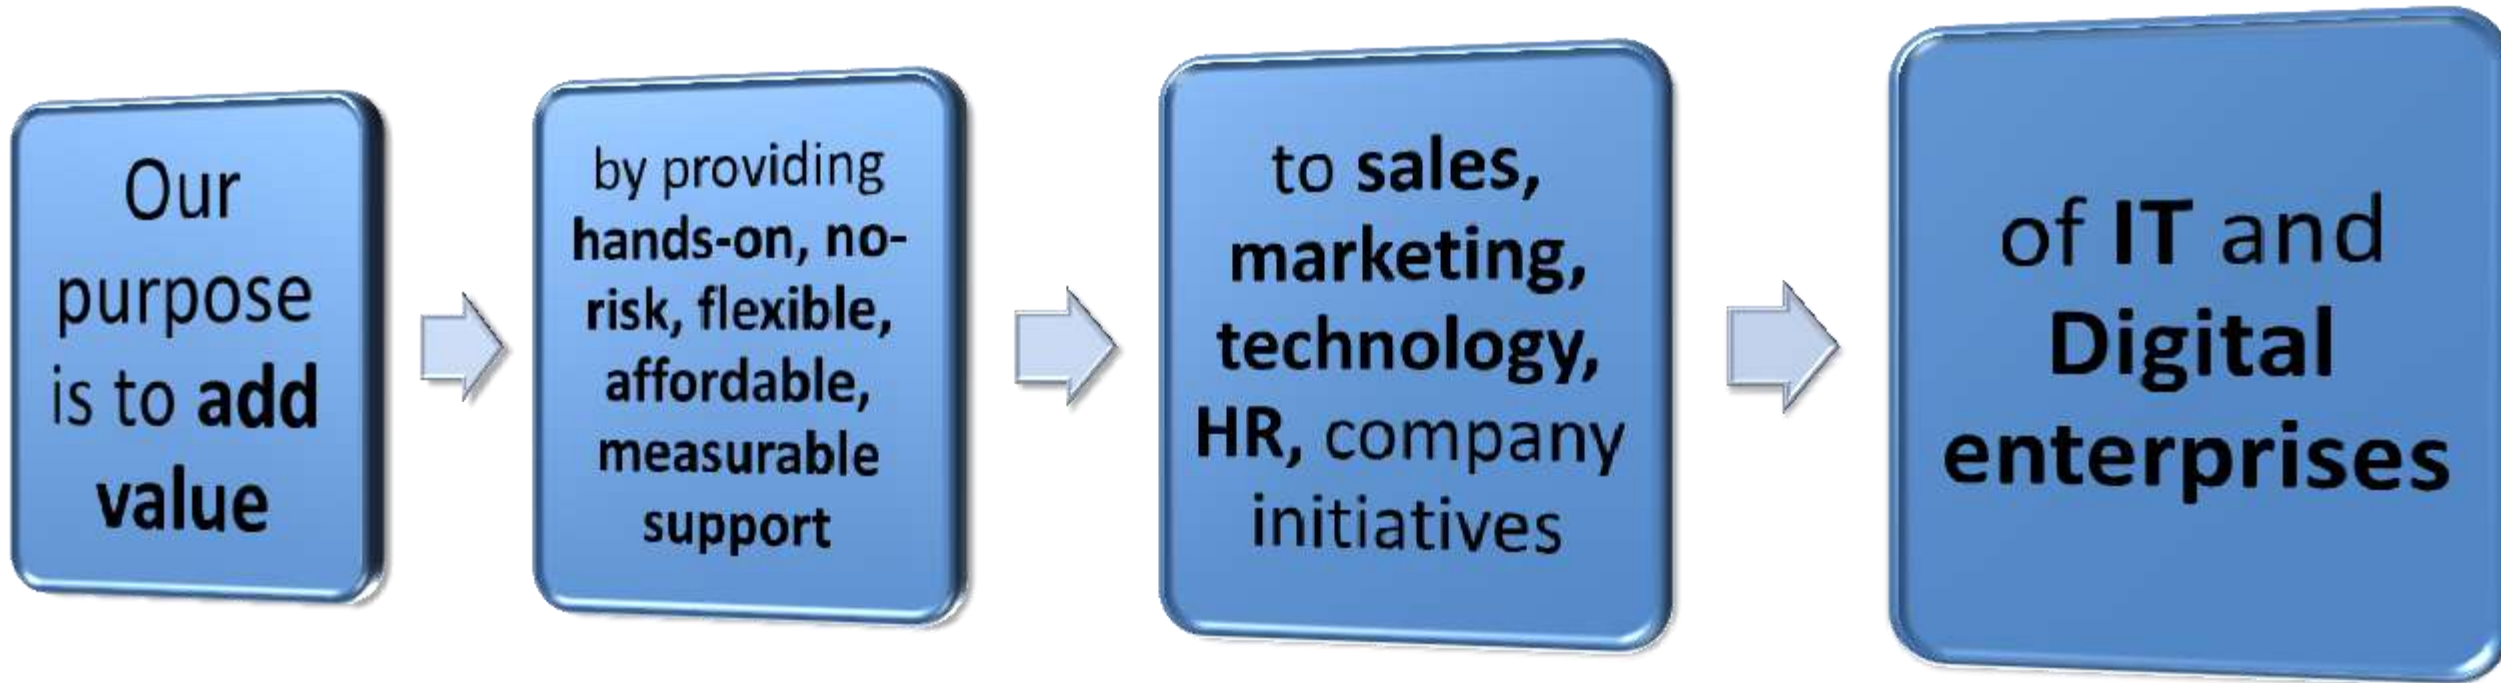 Our
purpose
is to add
value
by providing
hands-on, no-
risk, flexible,
affordable,
measurable
support
to sales,
marketing,
technology,
HR, company
initiatives
of IT and
Digital
enterprises